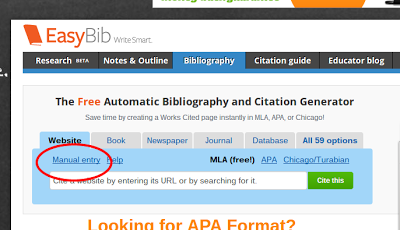 EasyBib Write Smart.
Research BETA Notes & Outline Bibliography Citation guide Educator blog
The Free Automatic Bibliography and Citation Generator
Save time by creating a Works Cited page instantly in MLA, APA, or Chicago!
Website Book Newspaper Journal Database All 59 options
Manual entry Help MLA (free!) APA Chicago/Turabian
Cite a website by entering its URL or by searching for it. Cite this
Looking for APA Format?